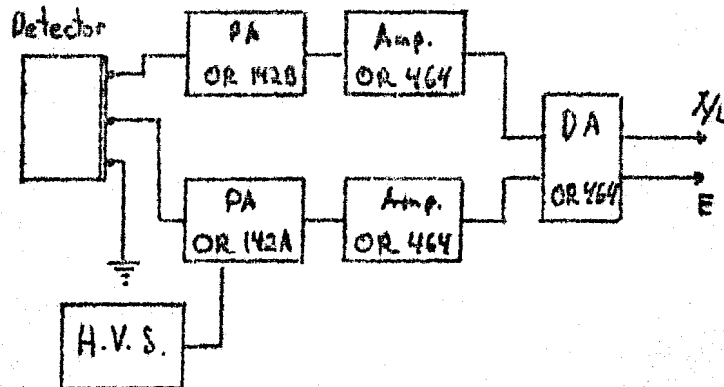 Detector
PA
OR 142B
Amp.
OR 464
DA
OR 464
X/L
E
PA
OR 142A
Amp.
OR 464
H.V.S.